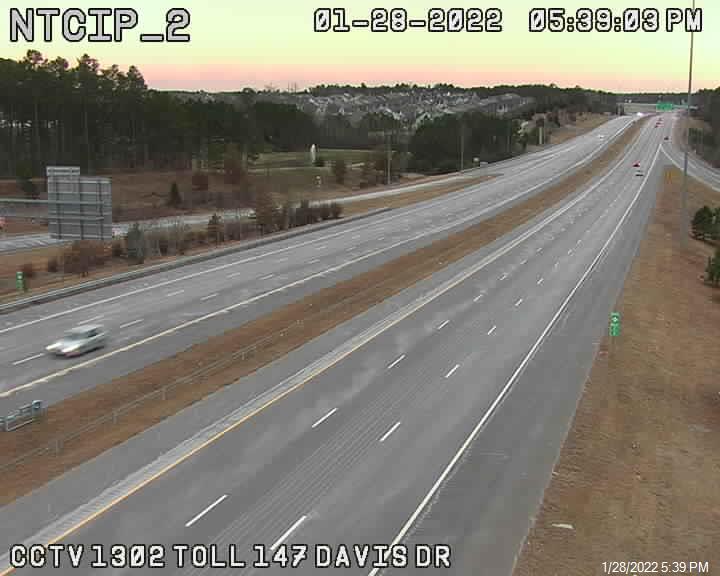 NTCIP_2 01-28-2022 05:39:03 PM
CCTV 1302 TOLL 147 DAVIS DR
1/28/2022 5:39 PM